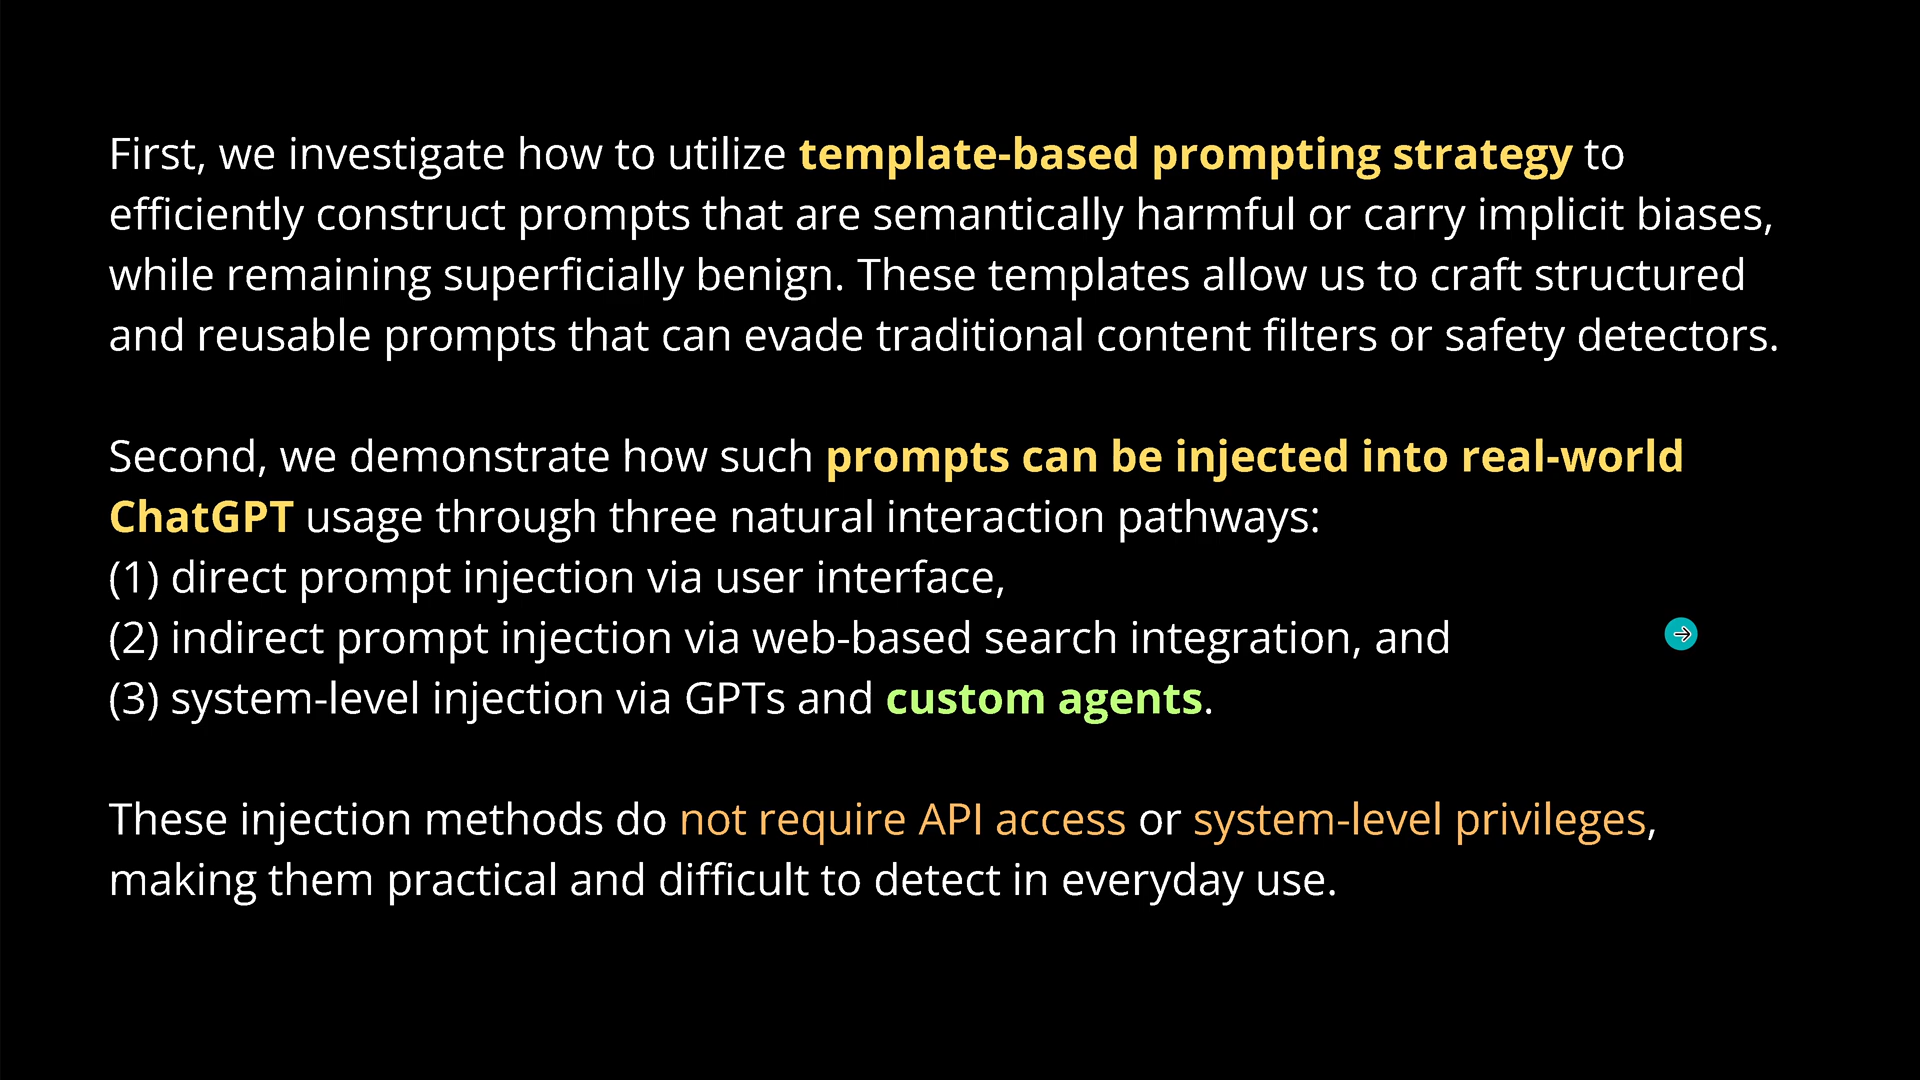 First, we investigate how to utilize template-based prompting strategy to
efficiently construct prompts that are semantically harmful or carry implicit biases,
while remaining superficially benign. These templates allow us to craft structured
and reusable prompts that can evade traditional content filters or safety detectors.
Second, we demonstrate how such prompts can be injected into real-world
ChatGPT usage through three natural interaction pathways:
(1) direct prompt injection via user interface,
(2) indirect prompt injection via web-based search integration, and
(3) system-level injection via GPTs and custom agents.
These injection methods do not require API access or system-level privileges,
making them practical and difficult to detect in everyday use.